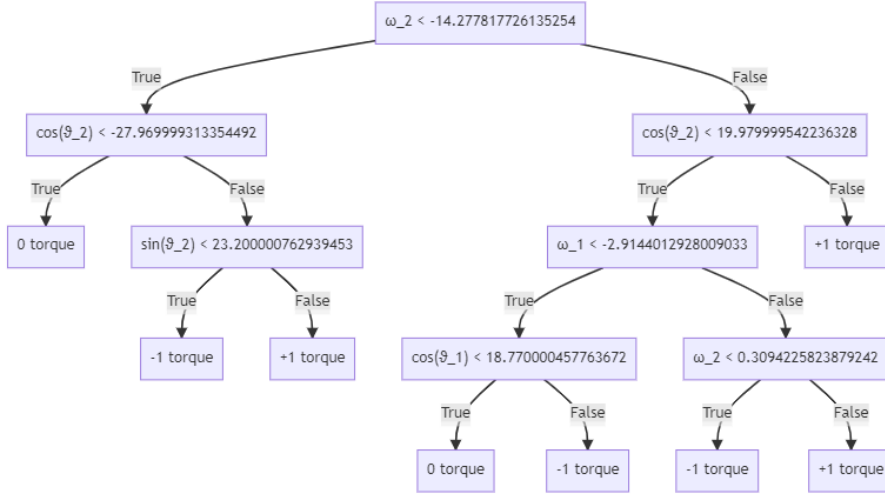 ω_2 < -14.277817726135254
True
False
cos(ϑ_2) < -27.969999313354492
cos(ϑ_2) < 19.979999542236328
True
False
True
False
0 torque
sin(ϑ_2) < 23.200000762939453
ω_1 < -2.9144012928009033
+1 torque
True
False
True
False
-1 torque
+1 torque
cos(ϑ_1) < 18.770000457763672
ω_2 < 0.3094225823879242
True
False
True
False
0 torque
-1 torque
-1 torque
+1 torque